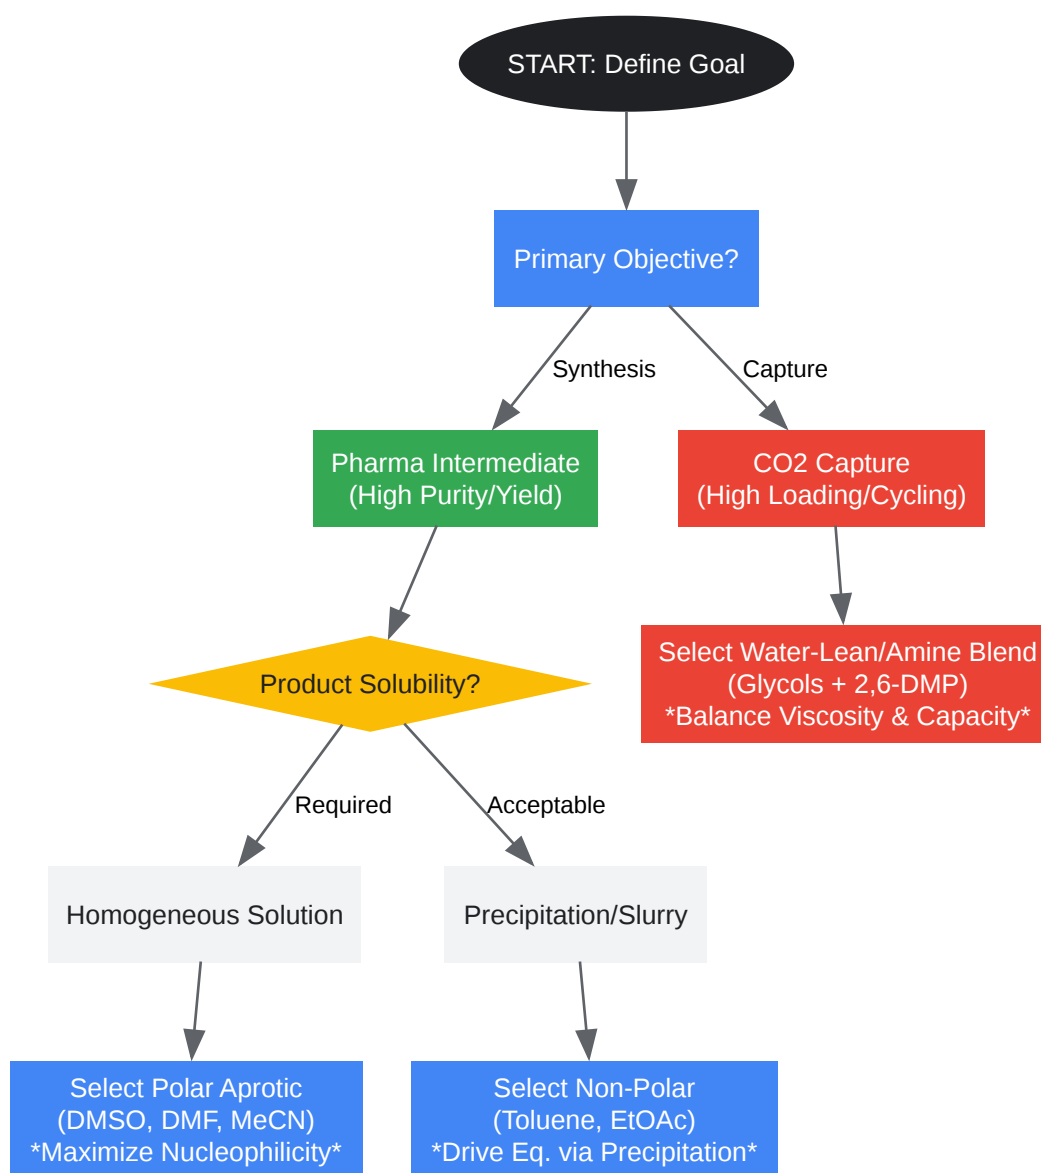 START: Define Goal
Primary Objective?
Synthesis
Capture
Pharma Intermediate
(High Purity/Yield)
CO2 Capture
(High Loading/Cycling)
Product Solubility?
Select Water-Lean/Amine Blend
(Glycols + 2,6-DMP)
*Balance Viscosity & Capacity*
Required
Acceptable
Homogeneous Solution
Precipitation/Slurry
Select Polar Aprotic
(DMSO, DMF, MeCN)
*Maximize Nucleophilicity*
Select Non-Polar
(Toluene, EtOAc)
*Drive Eq. via Precipitation*